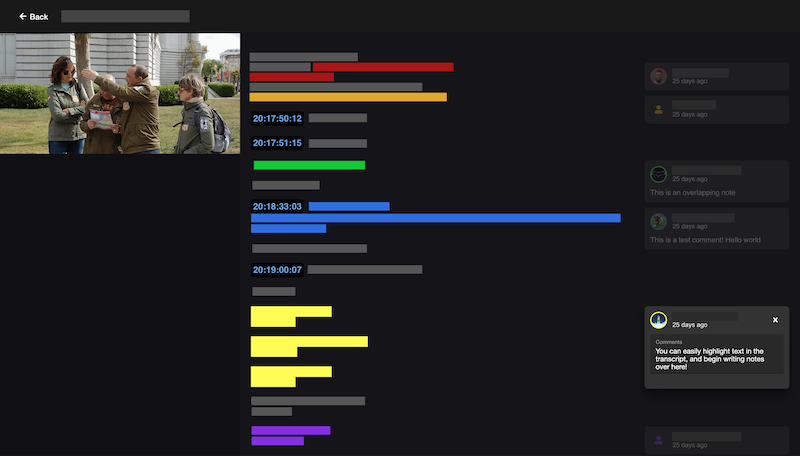 ← Back
20:17:50:12
20:17:51:15
20:18:33:03
20:19:00:07
25 days ago
25 days ago
25 days ago
This is an overlapping note
25 days ago
This is a test comment! Hello world
25 days ago
x
Comments
You can easily highlight text in the
transcript, and begin writing notes
over here!
25 days ago